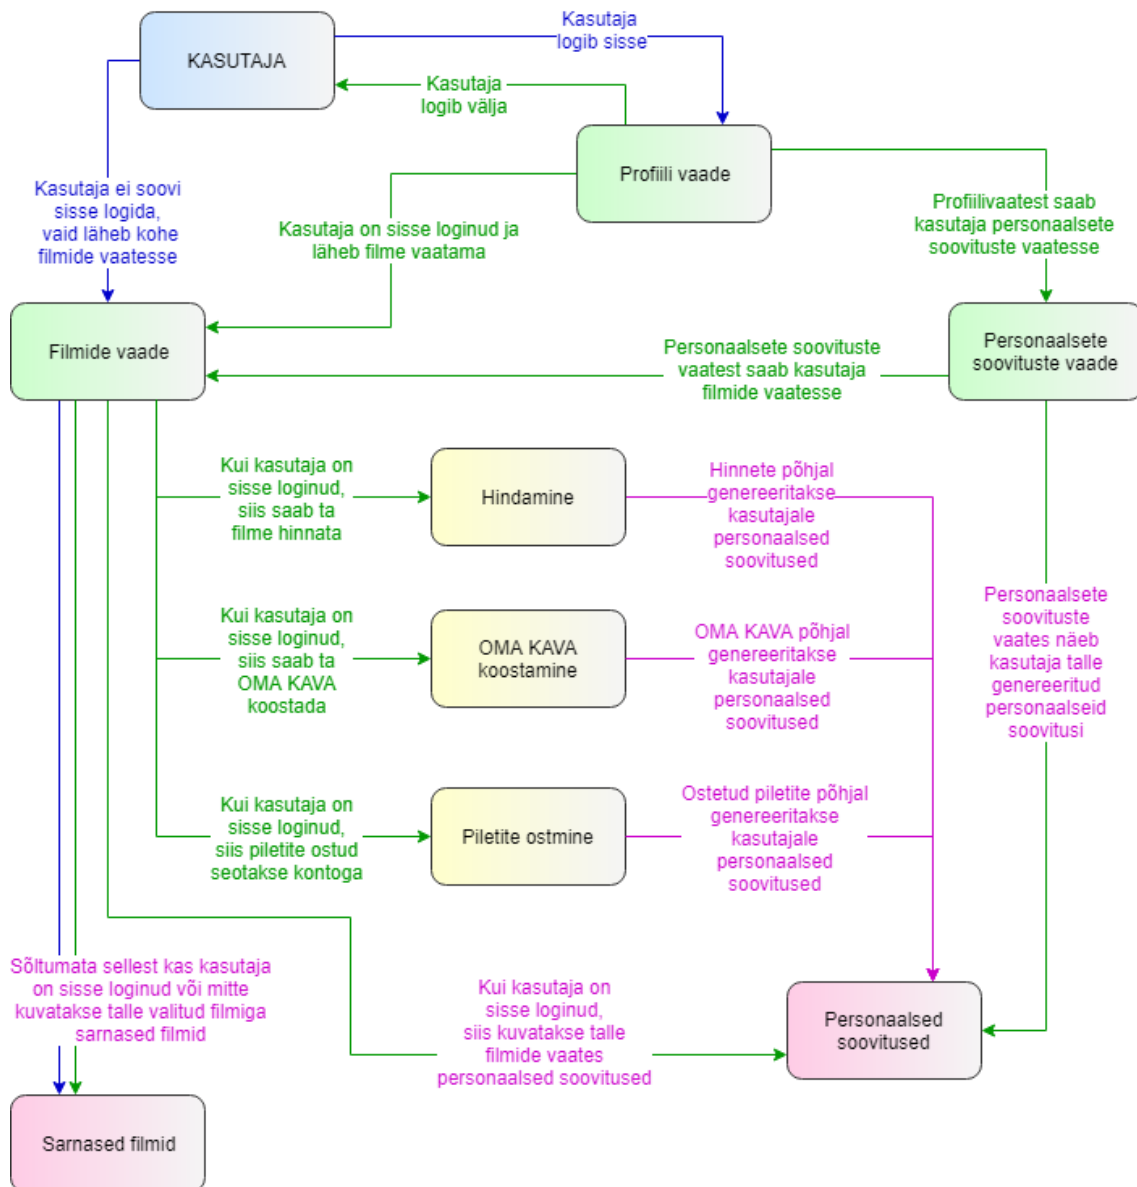 Kasutaja
logib sisse
KASUTAJA
Kasutaja
logib välja
Profiili vaade
Kasutaja ei soovi
sisse logida,
vaid läheb kohe
filmide vaatesse
Kasutaja on sisse loginud ja
läheb filme vaatama
Profiilivaatest saab
kasutaja personaalsete
soovituste vaatesse
Filmide vaade
Personaalsete soovituste
vaatest saab kasutaja
filmide vaatesse
Personaalsete
soovituste vaade
Kui kasutaja on
sisse loginud,
siis saab ta
filme hinnata
Hindamine
Hinnete põhjal
genereeritakse
kasutajale
personaalsed
soovitused
Kui kasutaja on
sisse loginud,
siis saab ta
OMA KAVA
koostada
OMA KAVA
koostamine
OMA KAVA põhjal
genereeritakse
kasutajale
personaalsed
soovitused
Personaalsete
soovituste
vaates näeb
kasutaja talle
genereeritud
personaalseid
soovitusi
Kui kasutaja on
sisse loginud,
siis piletite ostud
seotakse kontoga
Piletite ostmine
Ostetud piletite põhjal
genereeritakse
kasutajale
personaalsed
soovitused
Sõltumata sellest kas kasutaja
on sisse loginud või mitte
kuvatakse talle valitud filmiga
sarnased filmid
Kui kasutaja on
sisse loginud,
siis kuvatakse talle
filmide vaates
personaalsed soovitused
Personaalsed
soovitused
Sarnased filmid